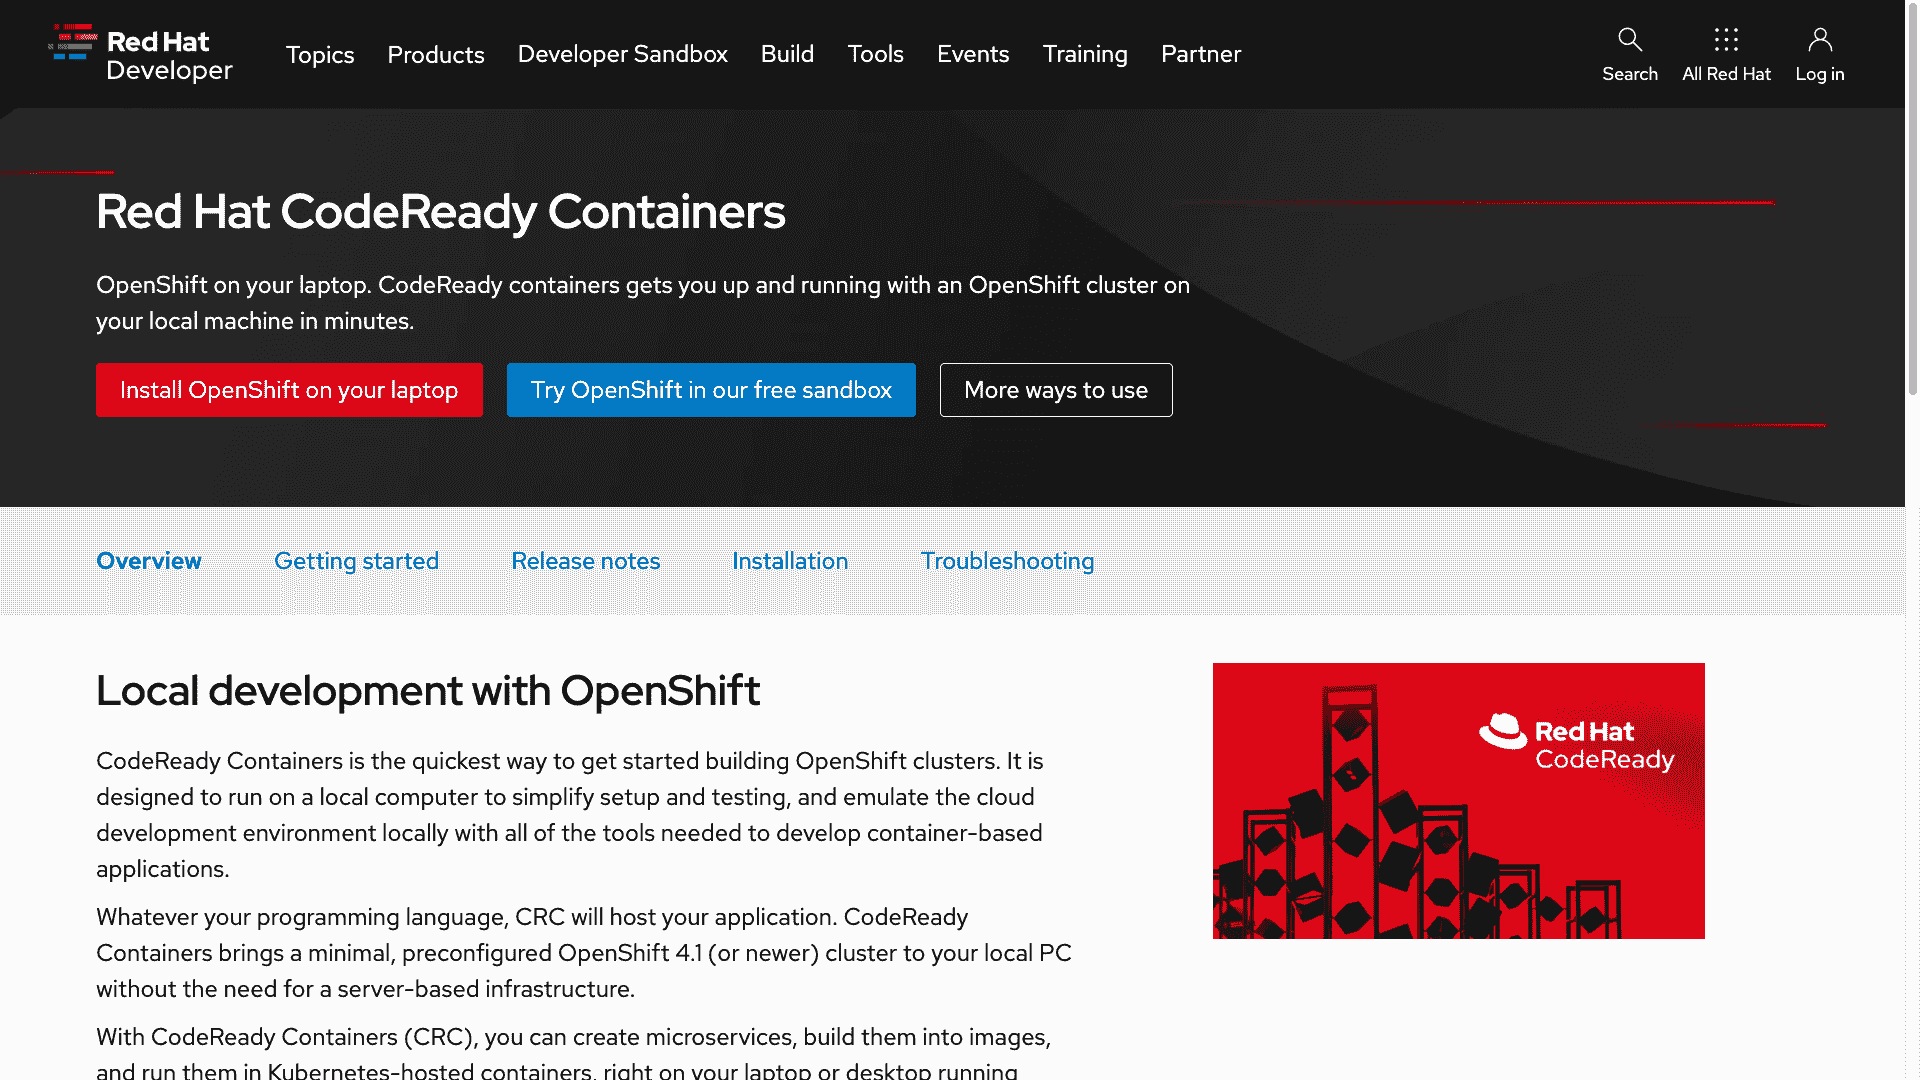 Red Hat
Developer
Topics
Products
Developer Sandbox
Build
Tools
Events
Training
Partner
Search
All Red Hat
Log in
Red Hat CodeReady Containers
OpenShift on your laptop. CodeReady containers gets you up and running with an OpenShift cluster on
your local machine in minutes.
Install OpenShift on your laptop
Try OpenShift in our free sandbox
More ways to use
Overview
Getting started
Release notes
Installation
Troubleshooting
Local development with OpenShift
CodeReady Containers is the quickest way to get started building OpenShift clusters. It is
designed to run on a local computer to simplify setup and testing, and emulate the cloud
development environment locally with all of the tools needed to develop container-based
applications.
Whatever your programming language, CRC will host your application. CodeReady
Containers brings a minimal, preconfigured OpenShift 4.1 (or newer) cluster to your local PC
without the need for a server-based infrastructure.
With CodeReady Containers (CRC), you can create microservices, build them into images,
and run them in Kubernetes-hosted containers, right on your laptop or desktop running
Red Hat
CodeReady